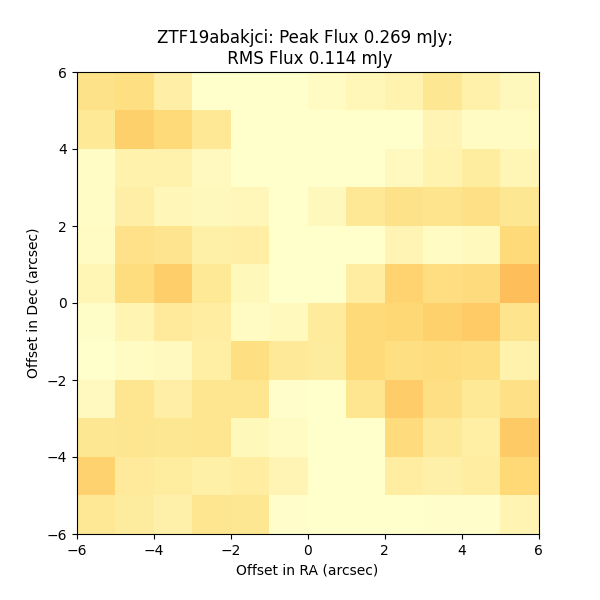 ZTF19abakjci: Peak Flux 0.269 mJy;
RMS Flux 0.114 mJy
6
4
2
0
−2
−4
−6
Offset in Dec (arcsec)
−6 −4 −2 0 2 4 6
Offset in RA (arcsec)